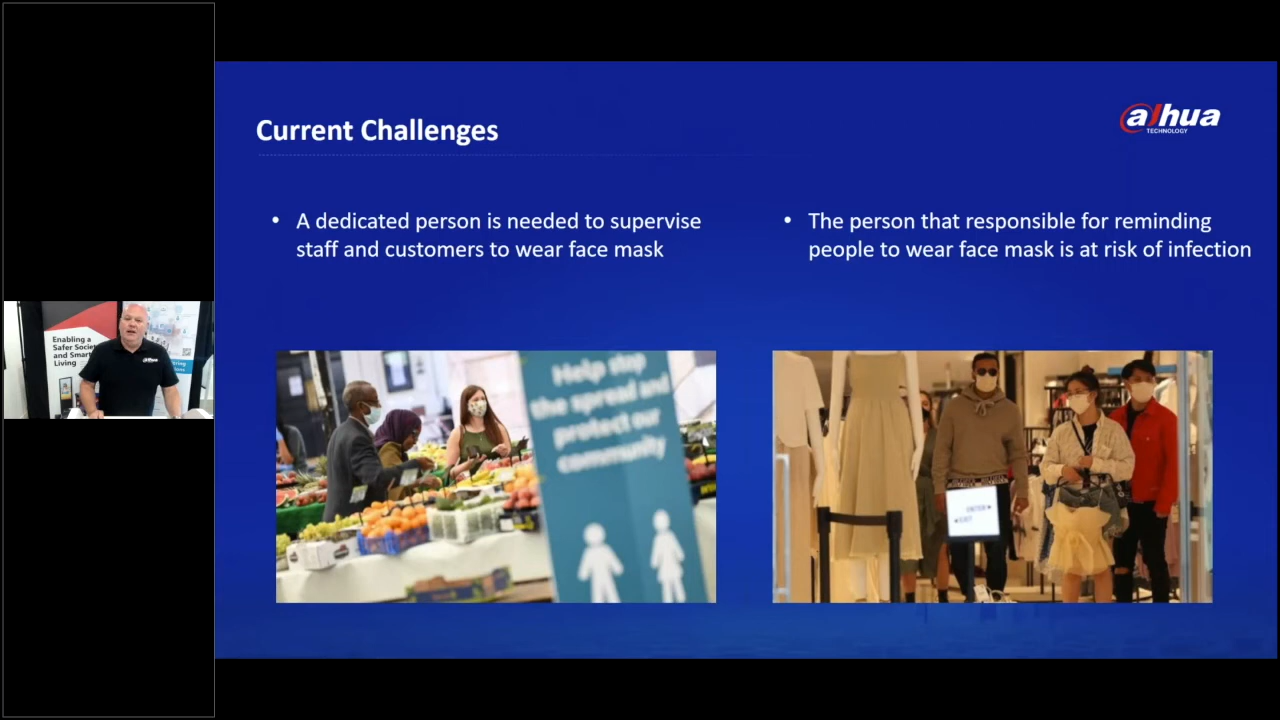 Current Challenges
alhua
TECHNOLOGY
• A dedicated person is needed to supervise
staff and customers to wear face mask
• The person that responsible for reminding
people to wear face mask is at risk of infection
Enabling a
Safer Societ
and Smart
Living
Help stop
the spread and
protect our
community
ENTER
EXIT